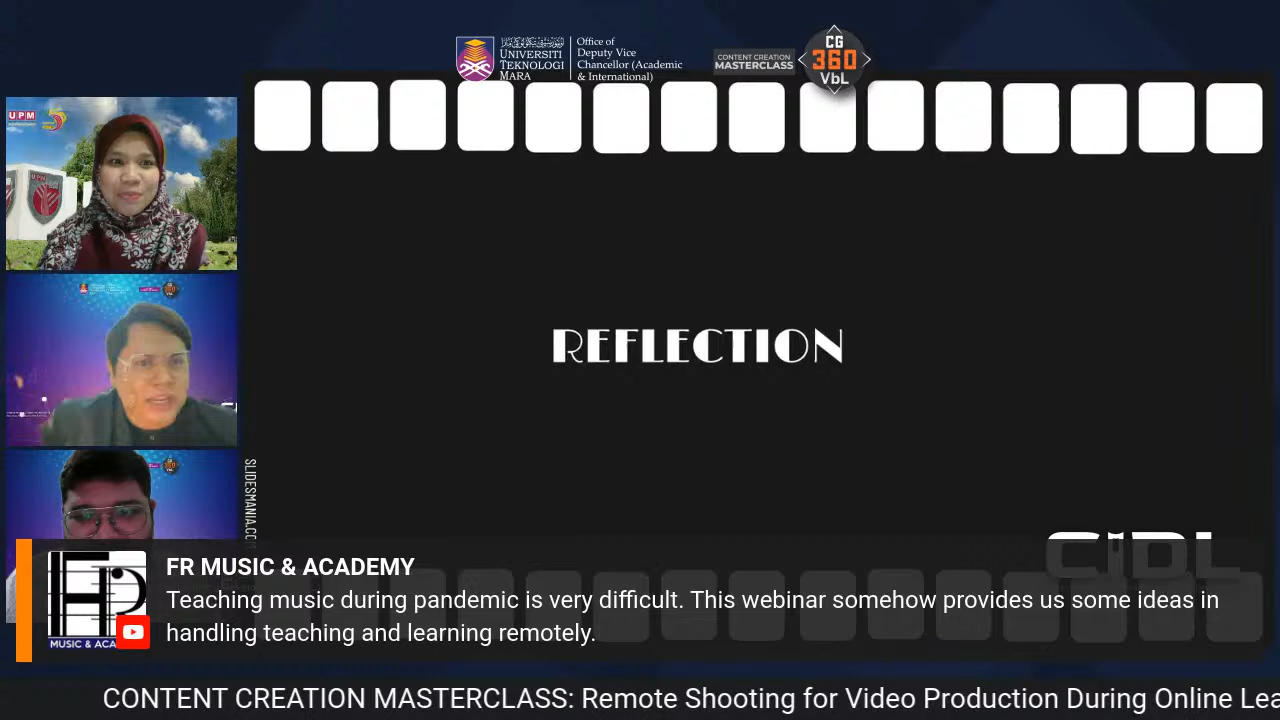 UNIVERSITI
TEKNOLOGI
MARA
Office of
Deputy Vice
Chancellor (Academic
& International)
CONTENT CREATION
MASTERCLASS
CG
360
VbL
UPM
UPM
REFLECTION
SLIDESMANIA.CO
CIDL
FR MUSIC & ACADEMY
Teaching music during pandemic is very difficult. This webinar somehow provides us some ideas in
handling teaching and learning remotely.
MUSIC & ACA
CONTENT CREATION MASTERCLASS: Remote Shooting for Video Production During Online Lea